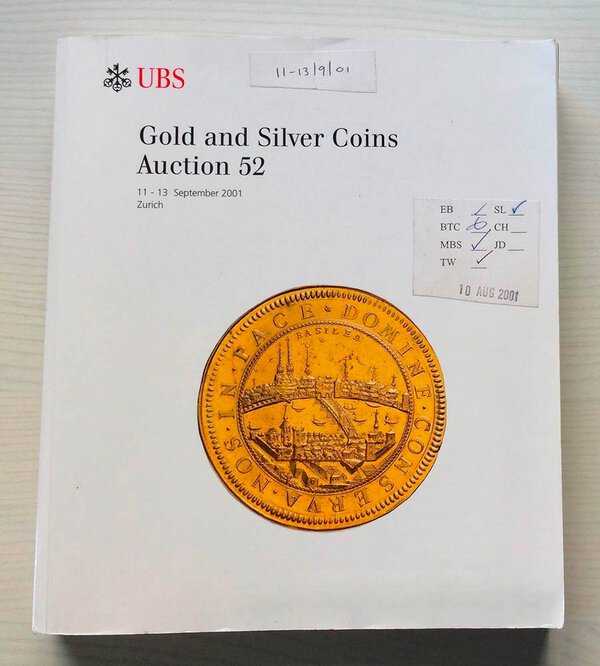 UBS
11-13/9/01
Gold and Silver Coins
Auction 52
11 - 13 September 2001
Zurich
EB SL
BTC CH
MBS JD
TW
10 AUG 2001
DOMINE · CONSERVA · NOS · IN · PACE
BASILEA